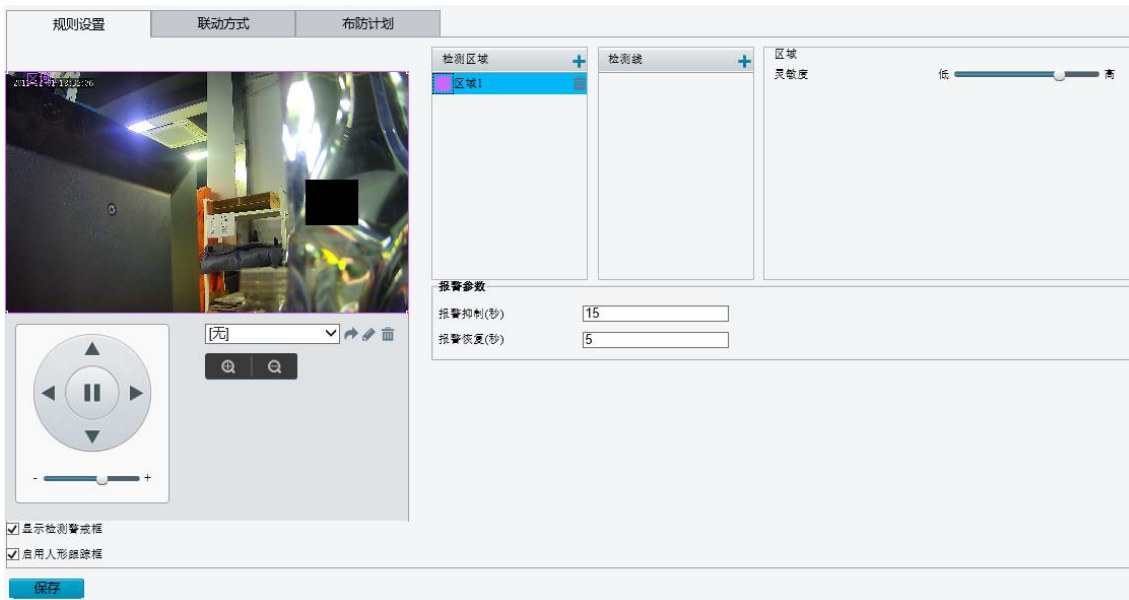 规则设置 联动方式 布防计划
检测区域
区域1
检测线
区域
灵敏度 低 高
报警参数
报警抑制(秒) 15
报警恢复(秒) 5
[无]
- +
显示检测警戒框
启用人形跟踪框
保存